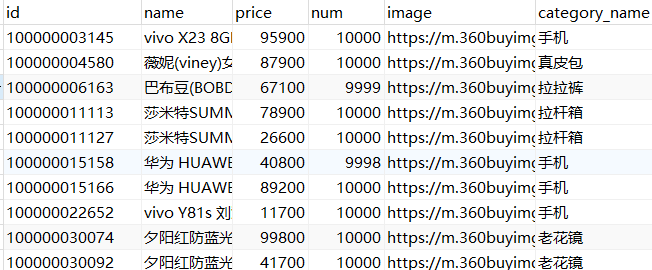 id name price num image category_name
100000003145 vivo X23 8G 95900 10000 https://m.360buyimg 手机
100000004580 薇妮(viney)女 87900 10000 https://m.360buyimg 真皮包
100000006163 巴布豆(BOBD 67100 9999 https://m.360buyimg 拉拉裤
100000011113 莎米特SUMM 78900 10000 https://m.360buyimg 拉杆箱
100000011127 莎米特SUMM 26600 10000 https://m.360buyimg 拉杆箱
100000015158 华为 HUAWE 40800 9998 https://m.360buyimg 手机
100000015166 华为 HUAWE 89200 10000 https://m.360buyimg 手机
100000022652 vivo Y81s 刘 11700 10000 https://m.360buyimg 手机
100000030074 夕阳红防蓝光 99800 10000 https://m.360buyimg 老花镜
100000030092 夕阳红防蓝光 41700 10000 https://m.360buyimg 老花镜